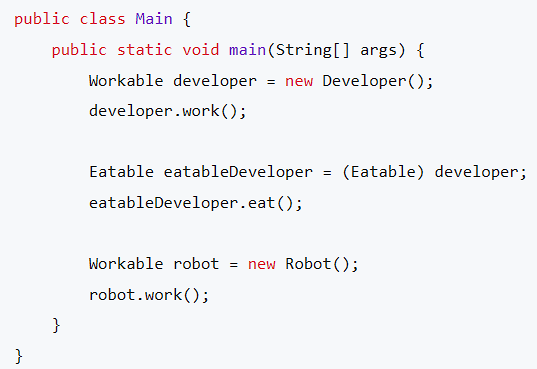 public class Main {
    public static void main(String[] args) {
        Workable developer = new Developer();
        developer.work();

        Eatable eatableDeveloper = (Eatable) developer;
        eatableDeveloper.eat();

        Workable robot = new Robot();
        robot.work();
    }
}